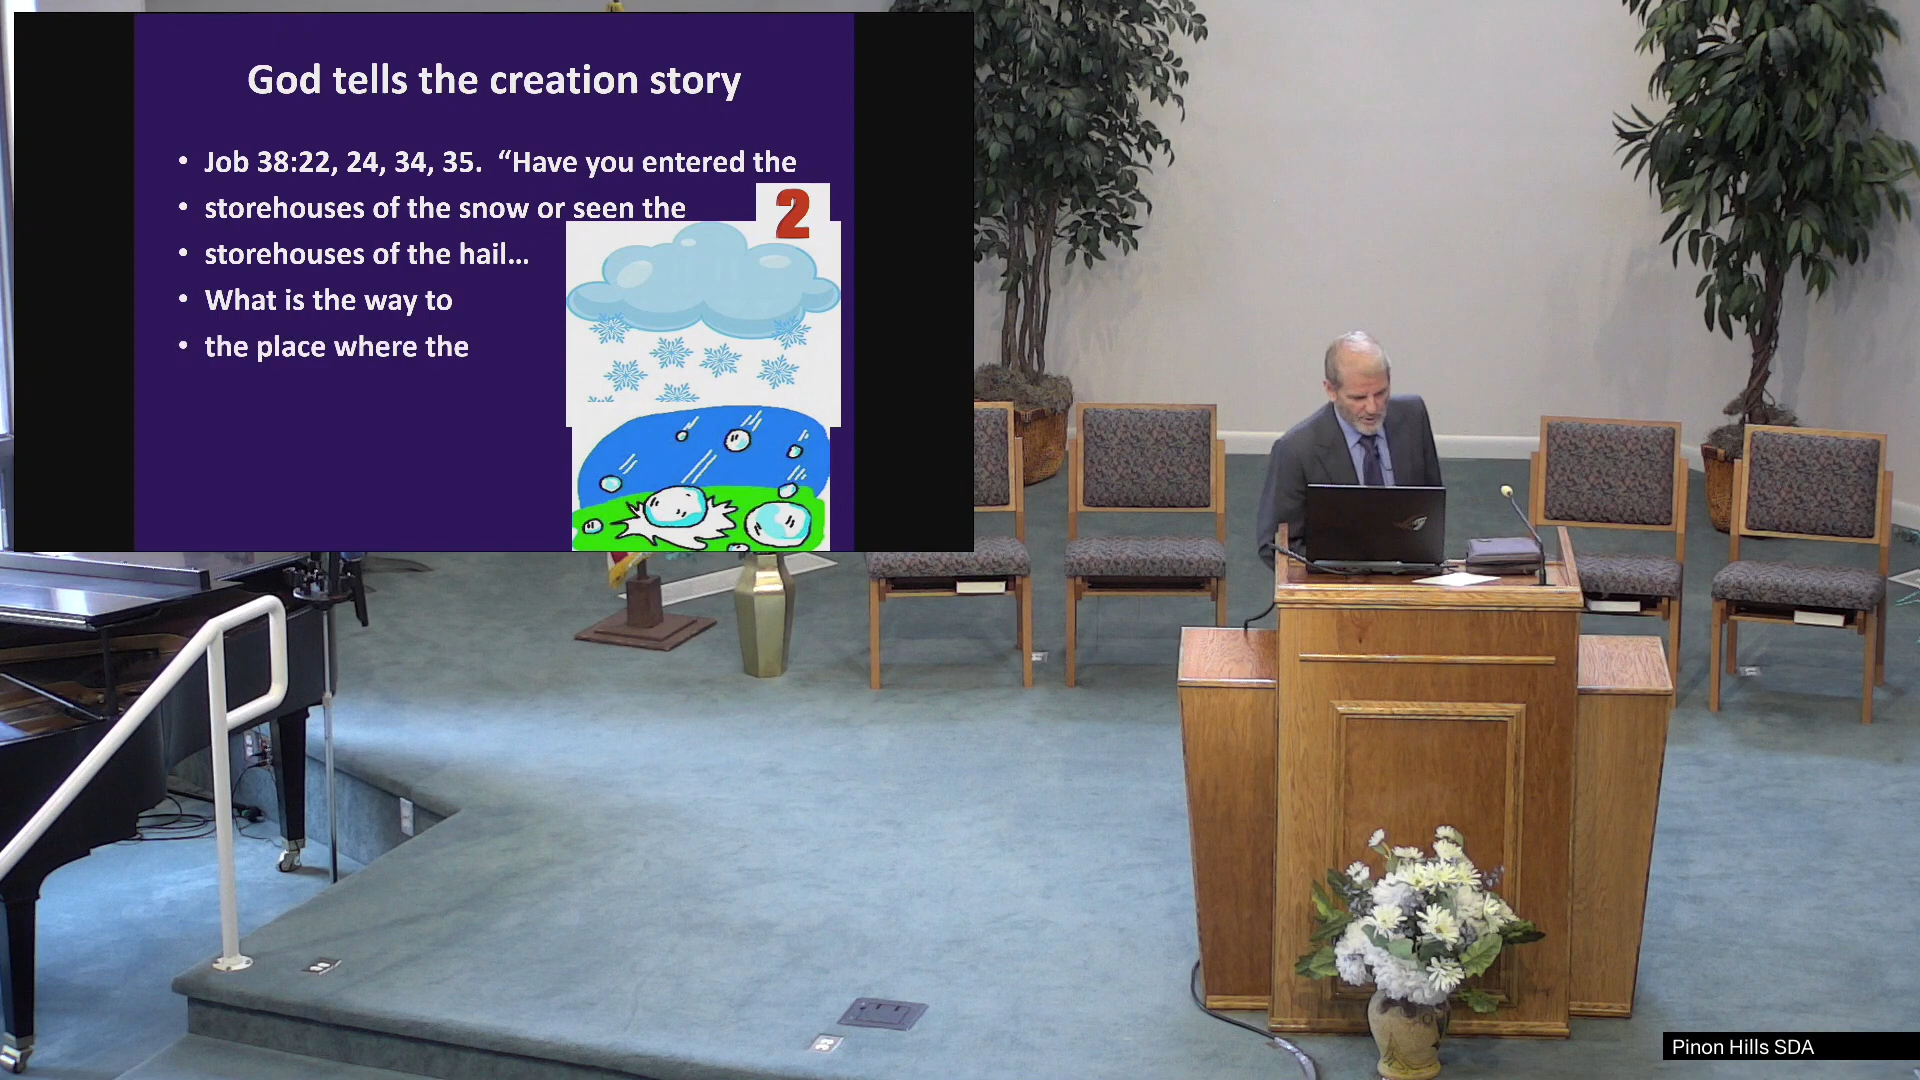 God tells the creation story
• Job 38:22, 24, 34, 35. “Have you entered the
• storehouses of the snow or seen the
• storehouses of the hail...
• What is the way to
• the place where the
2
Pinon Hills SDA